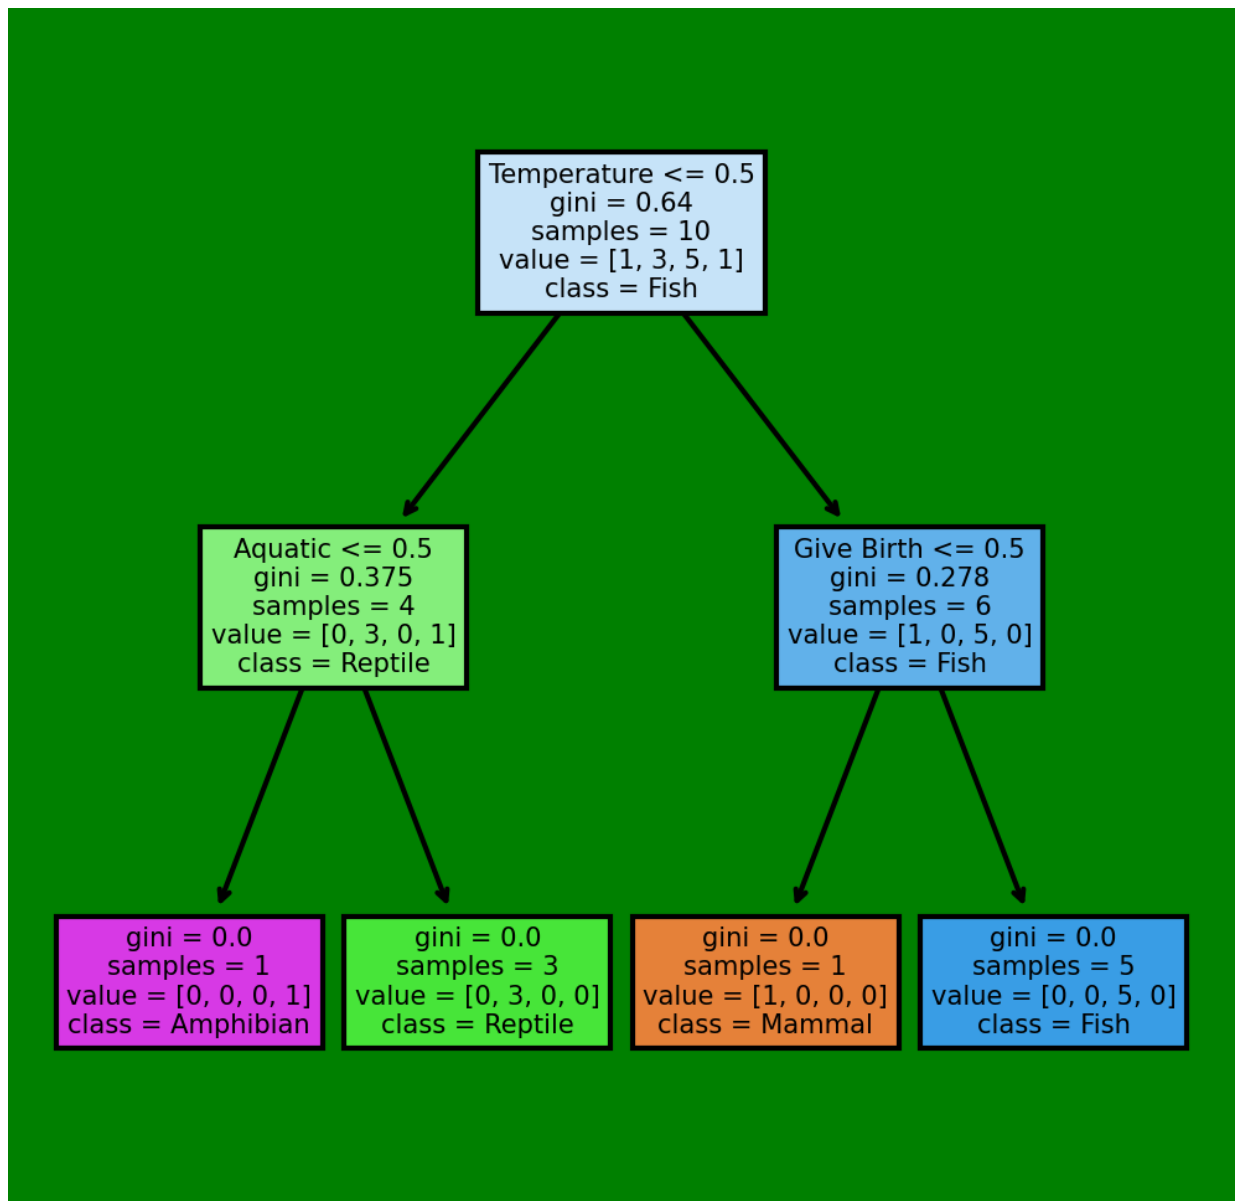 Temperature <= 0.5
gini = 0.64
samples = 10
value = [1, 3, 5, 1]
class = Fish
Aquatic <= 0.5
gini = 0.375
samples = 4
value = [0, 3, 0, 1]
class = Reptile
Give Birth <= 0.5
gini = 0.278
samples = 6
value = [1, 0, 5, 0]
class = Fish
gini = 0.0
samples = 1
value = [0, 0, 0, 1]
class = Amphibian
gini = 0.0
samples = 3
value = [0, 3, 0, 0]
class = Reptile
gini = 0.0
samples = 1
value = [1, 0, 0, 0]
class = Mammal
gini = 0.0
samples = 5
value = [0, 0, 5, 0]
class = Fish